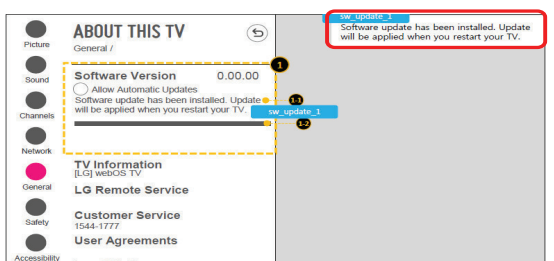 Picture
Sound
Channels
Network
General
Safety
Accessibility
ABOUT THIS TV
General /
Software Version 0.00.00
Allow Automatic Updates
Software update has been installed. Update
will be applied when you restart your TV.
TV Information
[LG] webOS TV
LG Remote Service
Customer Service
1544-1777
User Agreements
1
1-1
sw_update_1
1-2
sw_update_1
Software update has been installed. Update
will be applied when you restart your TV.